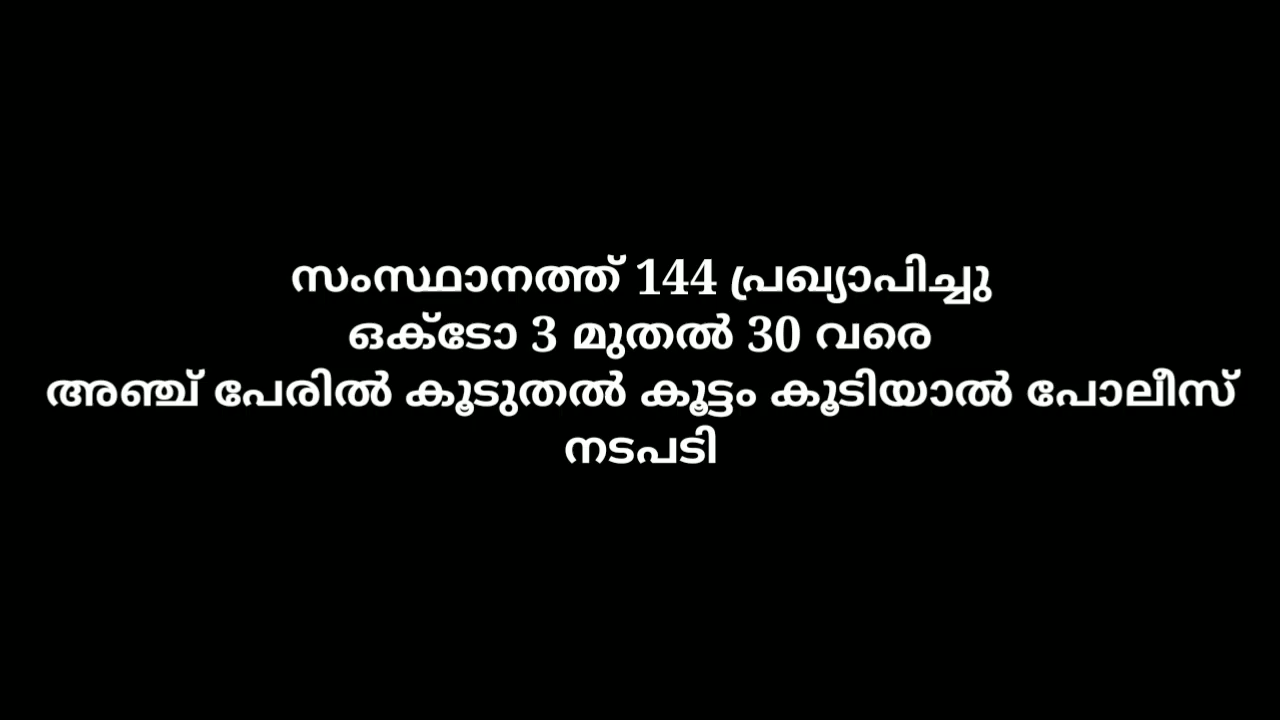 സംസ്ഥാനത്ത് 144 പ്രഖ്യാപിച്ചു
ഒക്ടോ 3 മുതൽ 30 വരെ
അഞ്ച് പേരിൽ കൂടുതൽ കൂട്ടം കൂടിയാൽ പോലീസ്
നടപടി